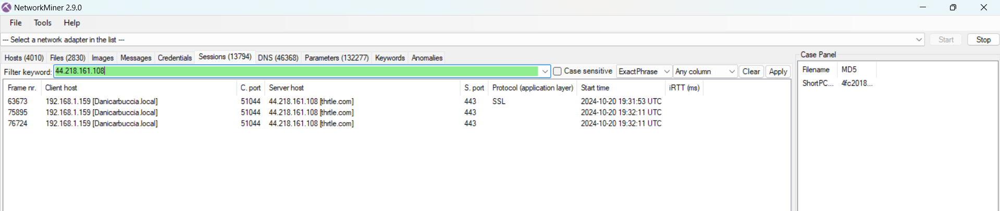 NetworkMiner 2.9.0
File Tools Help
--- Select a network adapter in the list --- Start Stop
Hosts (4010) Files (2830) Images Messages Credentials Sessions (13794) DNS (46368) Parameters (132277) Keywords Anomalies
Filter keyword: 44.218.161.108 Case sensitive ExactPhrase Any column Clear Apply
Frame nr. Client host C. port Server host S. port Protocol (application layer) Start time iRTT (ms)
63673 192.168.1.159 [Danicarbuccia.local] 51044 44.218.161.108 [thrtle.com] 443 SSL 2024-10-20 19:31:53 UTC
75895 192.168.1.159 [Danicarbuccia.local] 51044 44.218.161.108 [thrtle.com] 443 2024-10-20 19:32:11 UTC
76724 192.168.1.159 [Danicarbuccia.local] 51044 44.218.161.108 [thrtle.com] 443 2024-10-20 19:32:11 UTC
Case Panel
Filename MD5
ShortPC... 4fc2018...